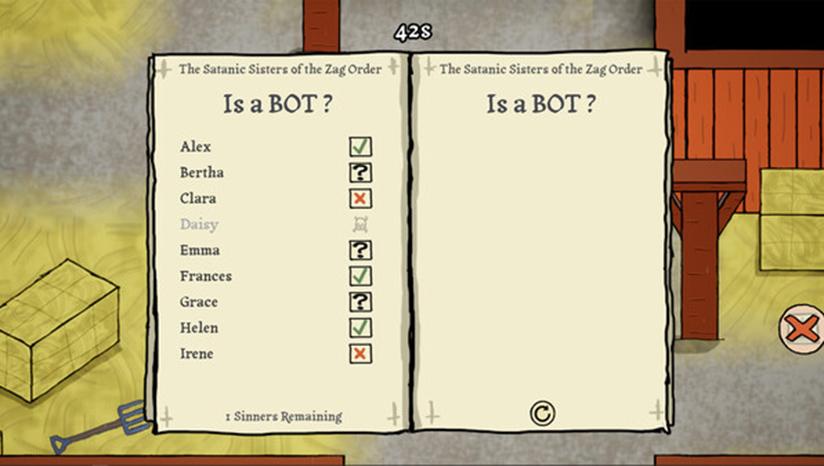 42s
The Satanic Sisters of the Zag Order
Is a BOT ?
Alex
Bertha ?
Clara
Daisy
Emma ?
Frances
Grace ?
Helen
Irene
1 Sinners Remaining
The Satanic Sisters of the Zag Order
Is a BOT ?